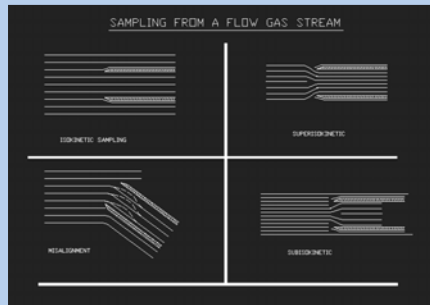 SAMPLING FROM A FLOW GAS STREAM
ISOKINETIC SAMPLING
SUPERISOKINETIC
MISALIGNMENT
SUBISOKINETIC